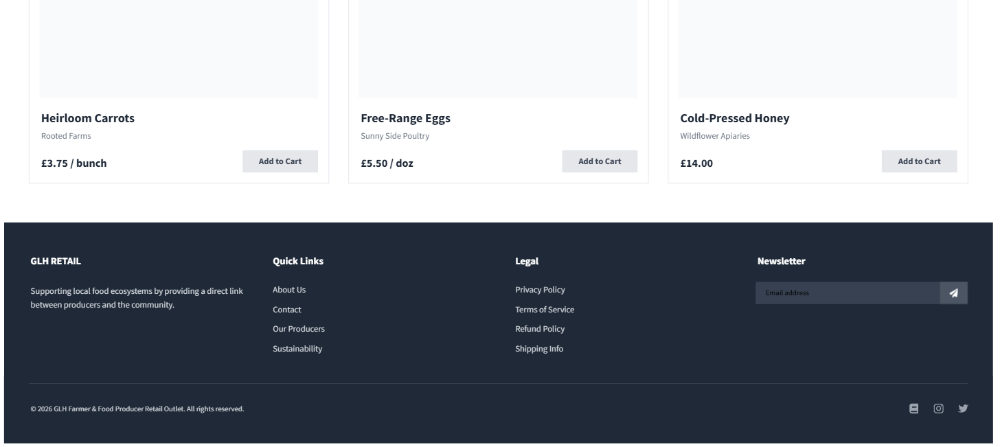 Heirloom Carrots
Rooted Farms
£3.75 / bunch
Add to Cart
Free-Range Eggs
Sunny Side Poultry
£5.50 / doz
Add to Cart
Cold-Pressed Honey
Wildflower Apiaries
£14.00
Add to Cart
GLH RETAIL
Supporting local food ecosystems by providing a direct link
between producers and the community.
Quick Links
About Us
Contact
Our Producers
Sustainability
Legal
Privacy Policy
Terms of Service
Refund Policy
Shipping Info
Newsletter
Email address
© 2026 GLH Farmer & Food Producer Retail Outlet. All rights reserved.